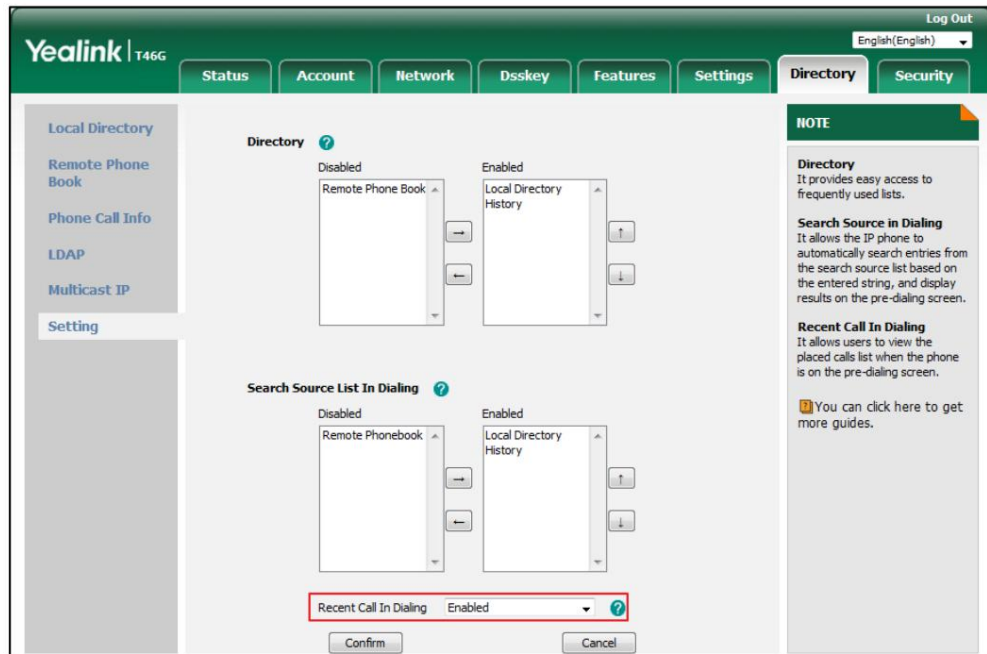 Log Out
Yealink | T46G
English(English)
Status
Account
Network
Dsskey
Features
Settings
Directory
Security
Local Directory
Remote Phone
Book
Phone Call Info
LDAP
Multicast IP
Setting
Directory ?
Disabled
Enabled
Remote Phone Book
Local Directory
History
→
←
↑
↓
Search Source List In Dialing ?
Disabled
Enabled
Remote Phonebook
Local Directory
History
→
←
↑
↓
Recent Call In Dialing Enabled ?
Confirm
Cancel
NOTE
Directory
It provides easy access to
frequently used lists.
Search Source in Dialing
It allows the IP phone to
automatically search entries from
the search source list based on
the entered string, and display
results on the pre-dialing screen.
Recent Call In Dialing
It allows users to view the
placed calls list when the phone
is on the pre-dialing screen.
? You can click here to get
more guides.